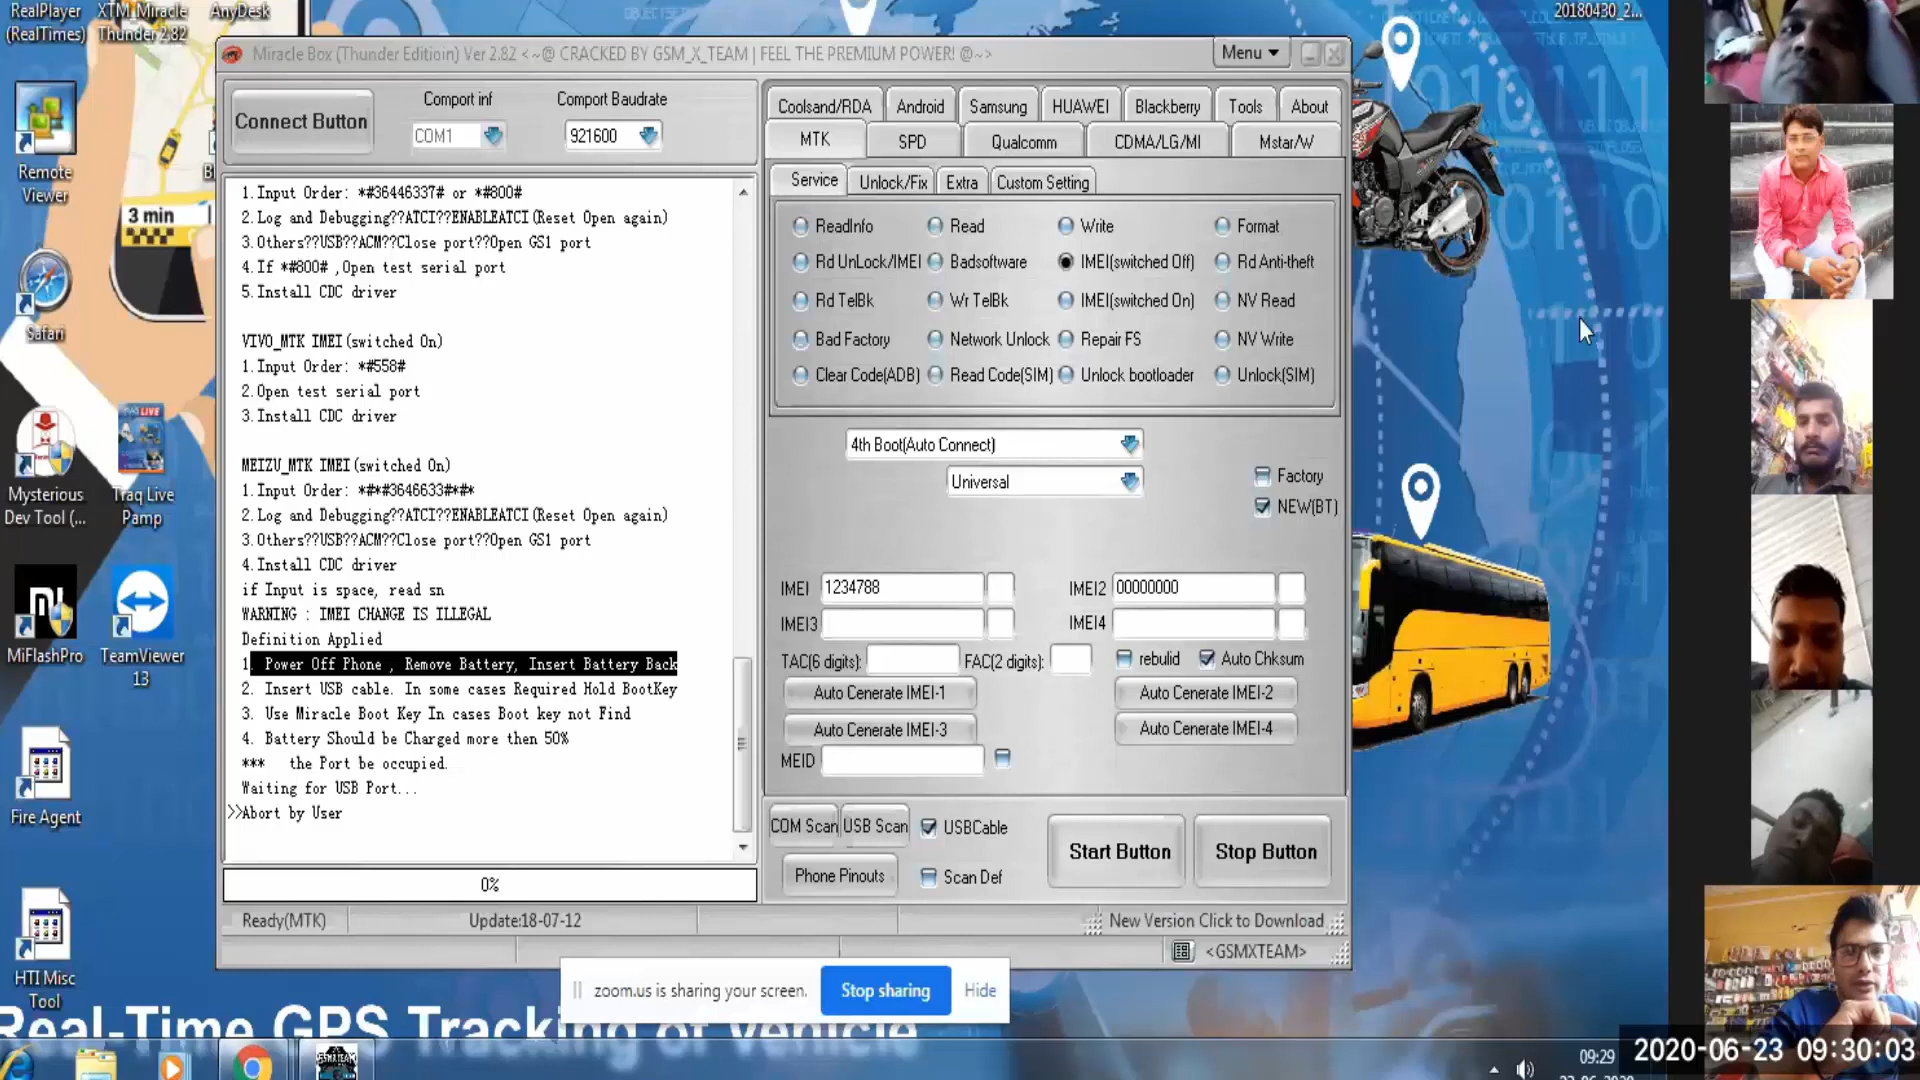 RealPlayer
(RealTimes)
XTM_Miracle
Thunder 2.82
AnyDesk
20180430_2...
Miracle Box (Thunder Editioin) Ver 2.82 <~@ CRACKED BY GSM_X_TEAM | FEEL THE PREMIUM POWER! @~>
Menu
Connect Button
Comport inf
Comport Baudrate
COM1
921600
Coolsand/RDA
Android
Samsung
HUAWEI
Blackberry
Tools
About
MTK
SPD
Qualcomm
CDMA/LG/MI
Mstar/W
Service
Unlock/Fix
Extra
Custom Setting
1.Input Order: *#36446337# or *#800#
2.Log and Debugging??ATCI??ENABLEATCI(Reset Open again)
3.Others??USB??ACM??Close port??Open GS1 port
4.If *#800# ,Open test serial port
5.Install CDC driver
VIVO_MTK IMEI(switched On)
1.Input Order: *#558#
2.Open test serial port
3.Install CDC driver
MEIZU_MTK IMEI(switched On)
1.Input Order: *#*#3646633#*#*
2.Log and Debugging??ATCI??ENABLEATCI(Reset Open again)
3.Others??USB??ACM??Close port??Open GS1 port
4.Install CDC driver
if Input is space, read sn
WARNING : IMEI CHANGE IS ILLEGAL
Definition Applied
1. Power Off Phone , Remove Battery, Insert Battery Back
2. Insert USB cable. In some cases Required Hold BootKey
3. Use Miracle Boot Key In cases Boot key not Find
4. Battery Should be Charged more then 50%
*** the Port be occupied.
Waiting for USB Port...
>>Abort by User
0%
Ready(MTK)
Update:18-07-12
New Version Click to Download
<GSMXTEAM>
ReadInfo
Read
Write
Format
Rd UnLock/IMEI
Badsoftware
IMEI(switched Off)
Rd Anti-theft
Rd TelBk
Wr TelBk
IMEI(switched On)
NV Read
Bad Factory
Network Unlock
Repair FS
NV Write
Clear Code(ADB)
Read Code(SIM)
Unlock bootloader
Unlock(SIM)
4th Boot(Auto Connect)
Universal
Factory
NEW(BT)
IMEI 1234788
IMEI2 00000000
IMEI3
IMEI4
TAC(6 digits):
FAC(2 digits):
rebulid
Auto Chksum
Auto Cenerate IMEI-1
Auto Cenerate IMEI-2
Auto Cenerate IMEI-3
Auto Cenerate IMEI-4
MEID
COM Scan
USB Scan
USBCable
Phone Pinouts
Scan Def
Start Button
Stop Button
Remote
Viewer
3 min
Safari
Mysterious
Dev Tool (...
Traq Live
Pamp
MiFlashPro
TeamViewer
13
Fire Agent
HTI Misc
Tool
zoom.us is sharing your screen.
Stop sharing
Hide
Real-Time GPS Tracking of Vehicle
09:29
2020-06-23 09:30:03